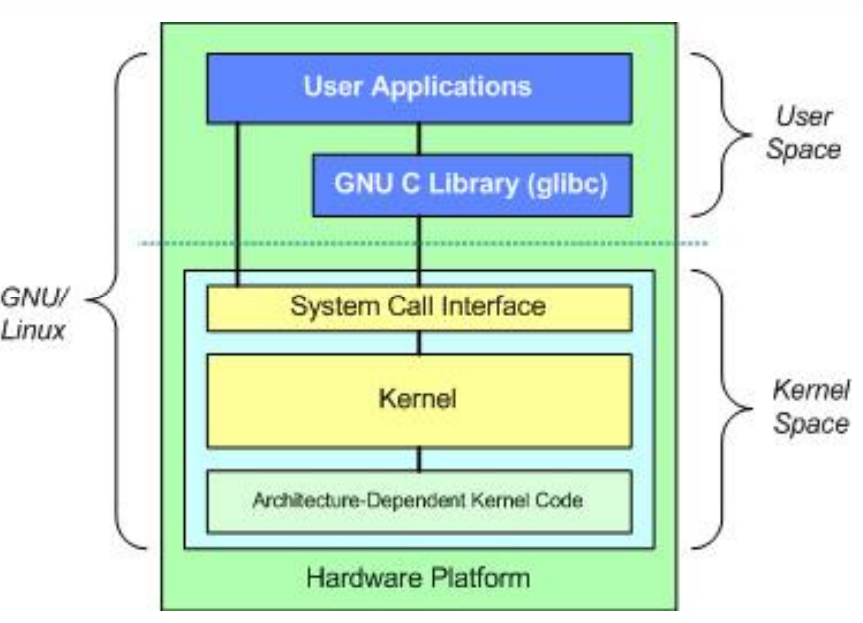 User Applications
User
Space
GNU C Library (glibc)
GNU/
Linux
System Call Interface
Kernel
Kernel
Space
Architecture-Dependent Kernel Code
Hardware Platform